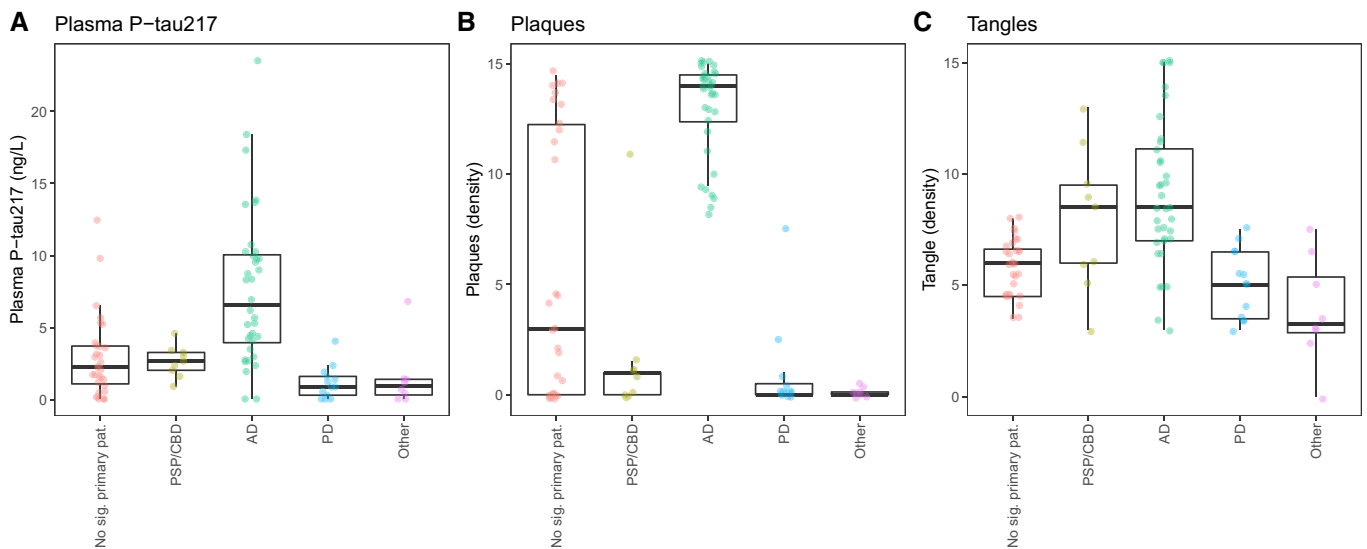 A Plasma P−tau217
Plasma P−tau217 (ng/L)
20
15
10
5
0
No sig. primary pat.
PSP/CBD
AD
PD
Other
B Plaques
Plaques (density)
15
10
5
0
No sig. primary pat.
PSP/CBD
AD
PD
Other
C Tangles
Tangle (density)
15
10
5
0
No sig. primary pat.
PSP/CBD
AD
PD
Other